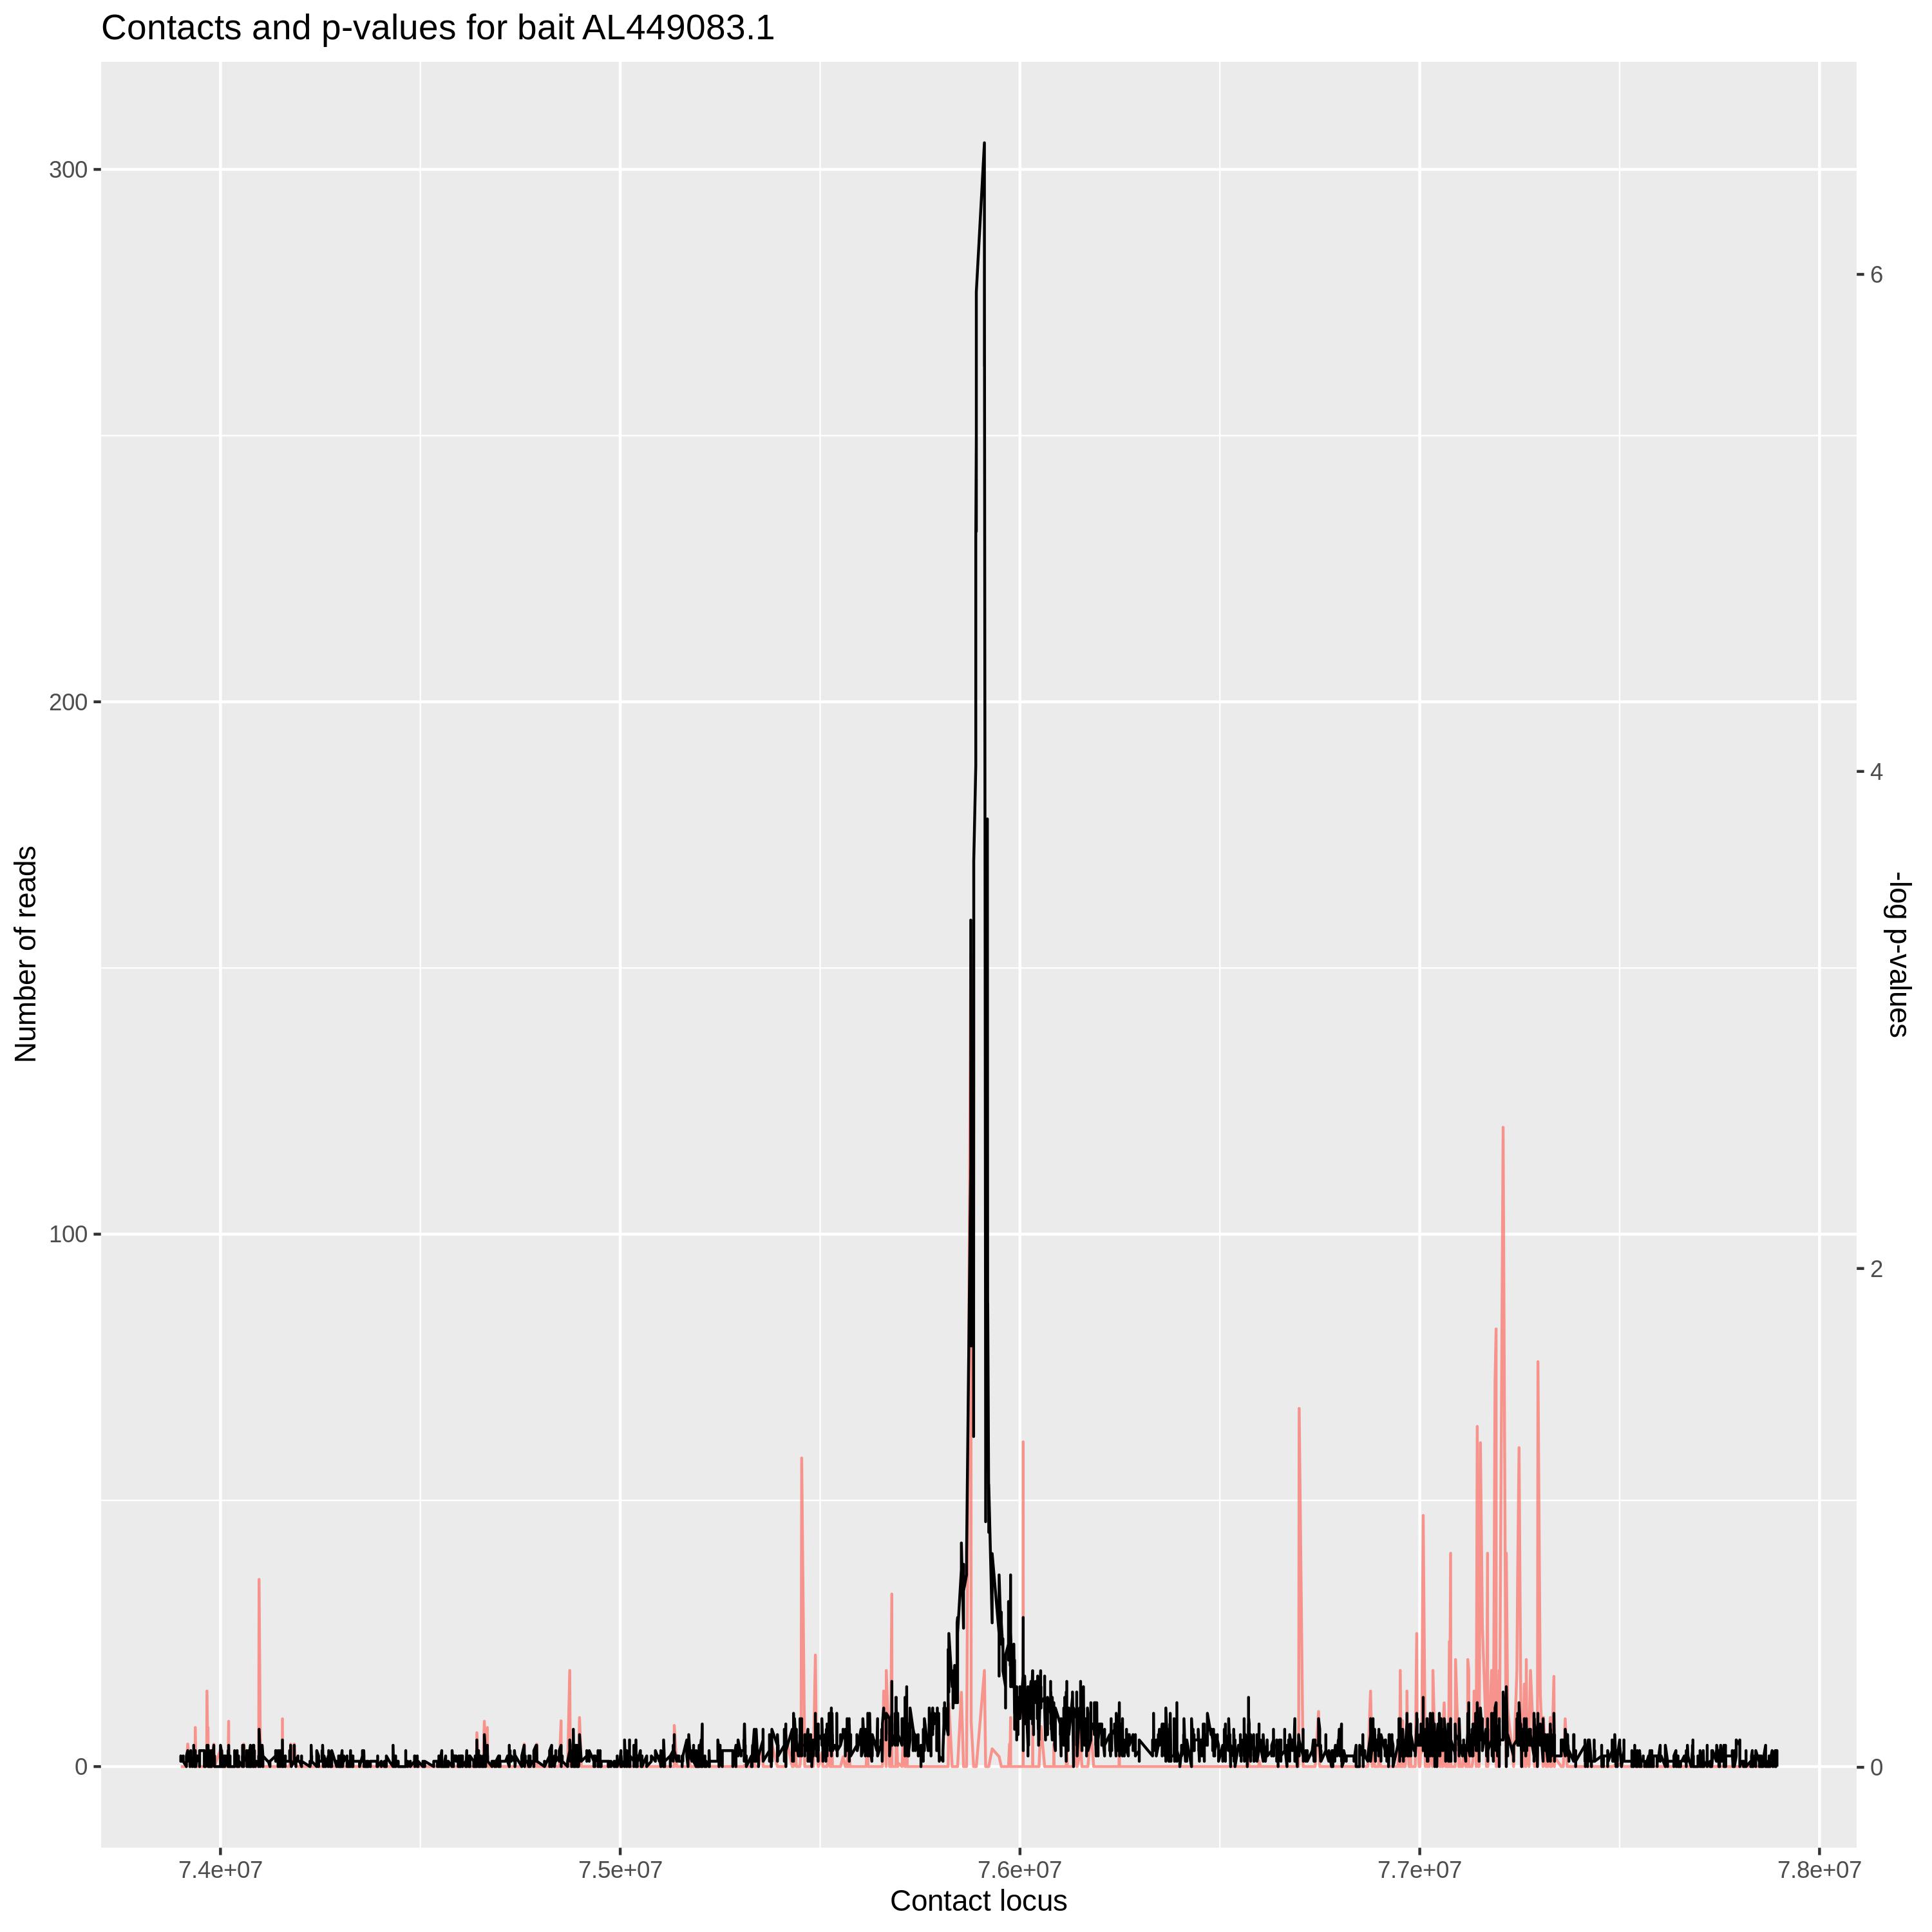 Contacts and p-values for bait AL449083.1
300
200
100
0
Number of reads
6
4
2
0
-log p-values
7.4e+07 7.5e+07 7.6e+07 7.7e+07 7.8e+07
Contact locus